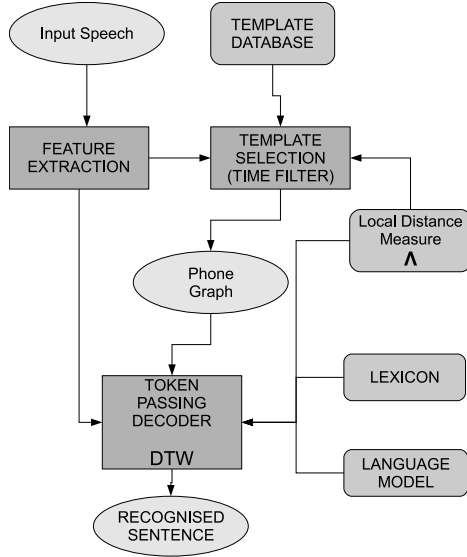 Input Speech
TEMPLATE
DATABASE
FEATURE
EXTRACTION
TEMPLATE
SELECTION
(TIME FILTER)
Local Distance
Measure
Λ
Phone
Graph
LEXICON
TOKEN
PASSING
DECODER
DTW
LANGUAGE
MODEL
RECOGNISED
SENTENCE